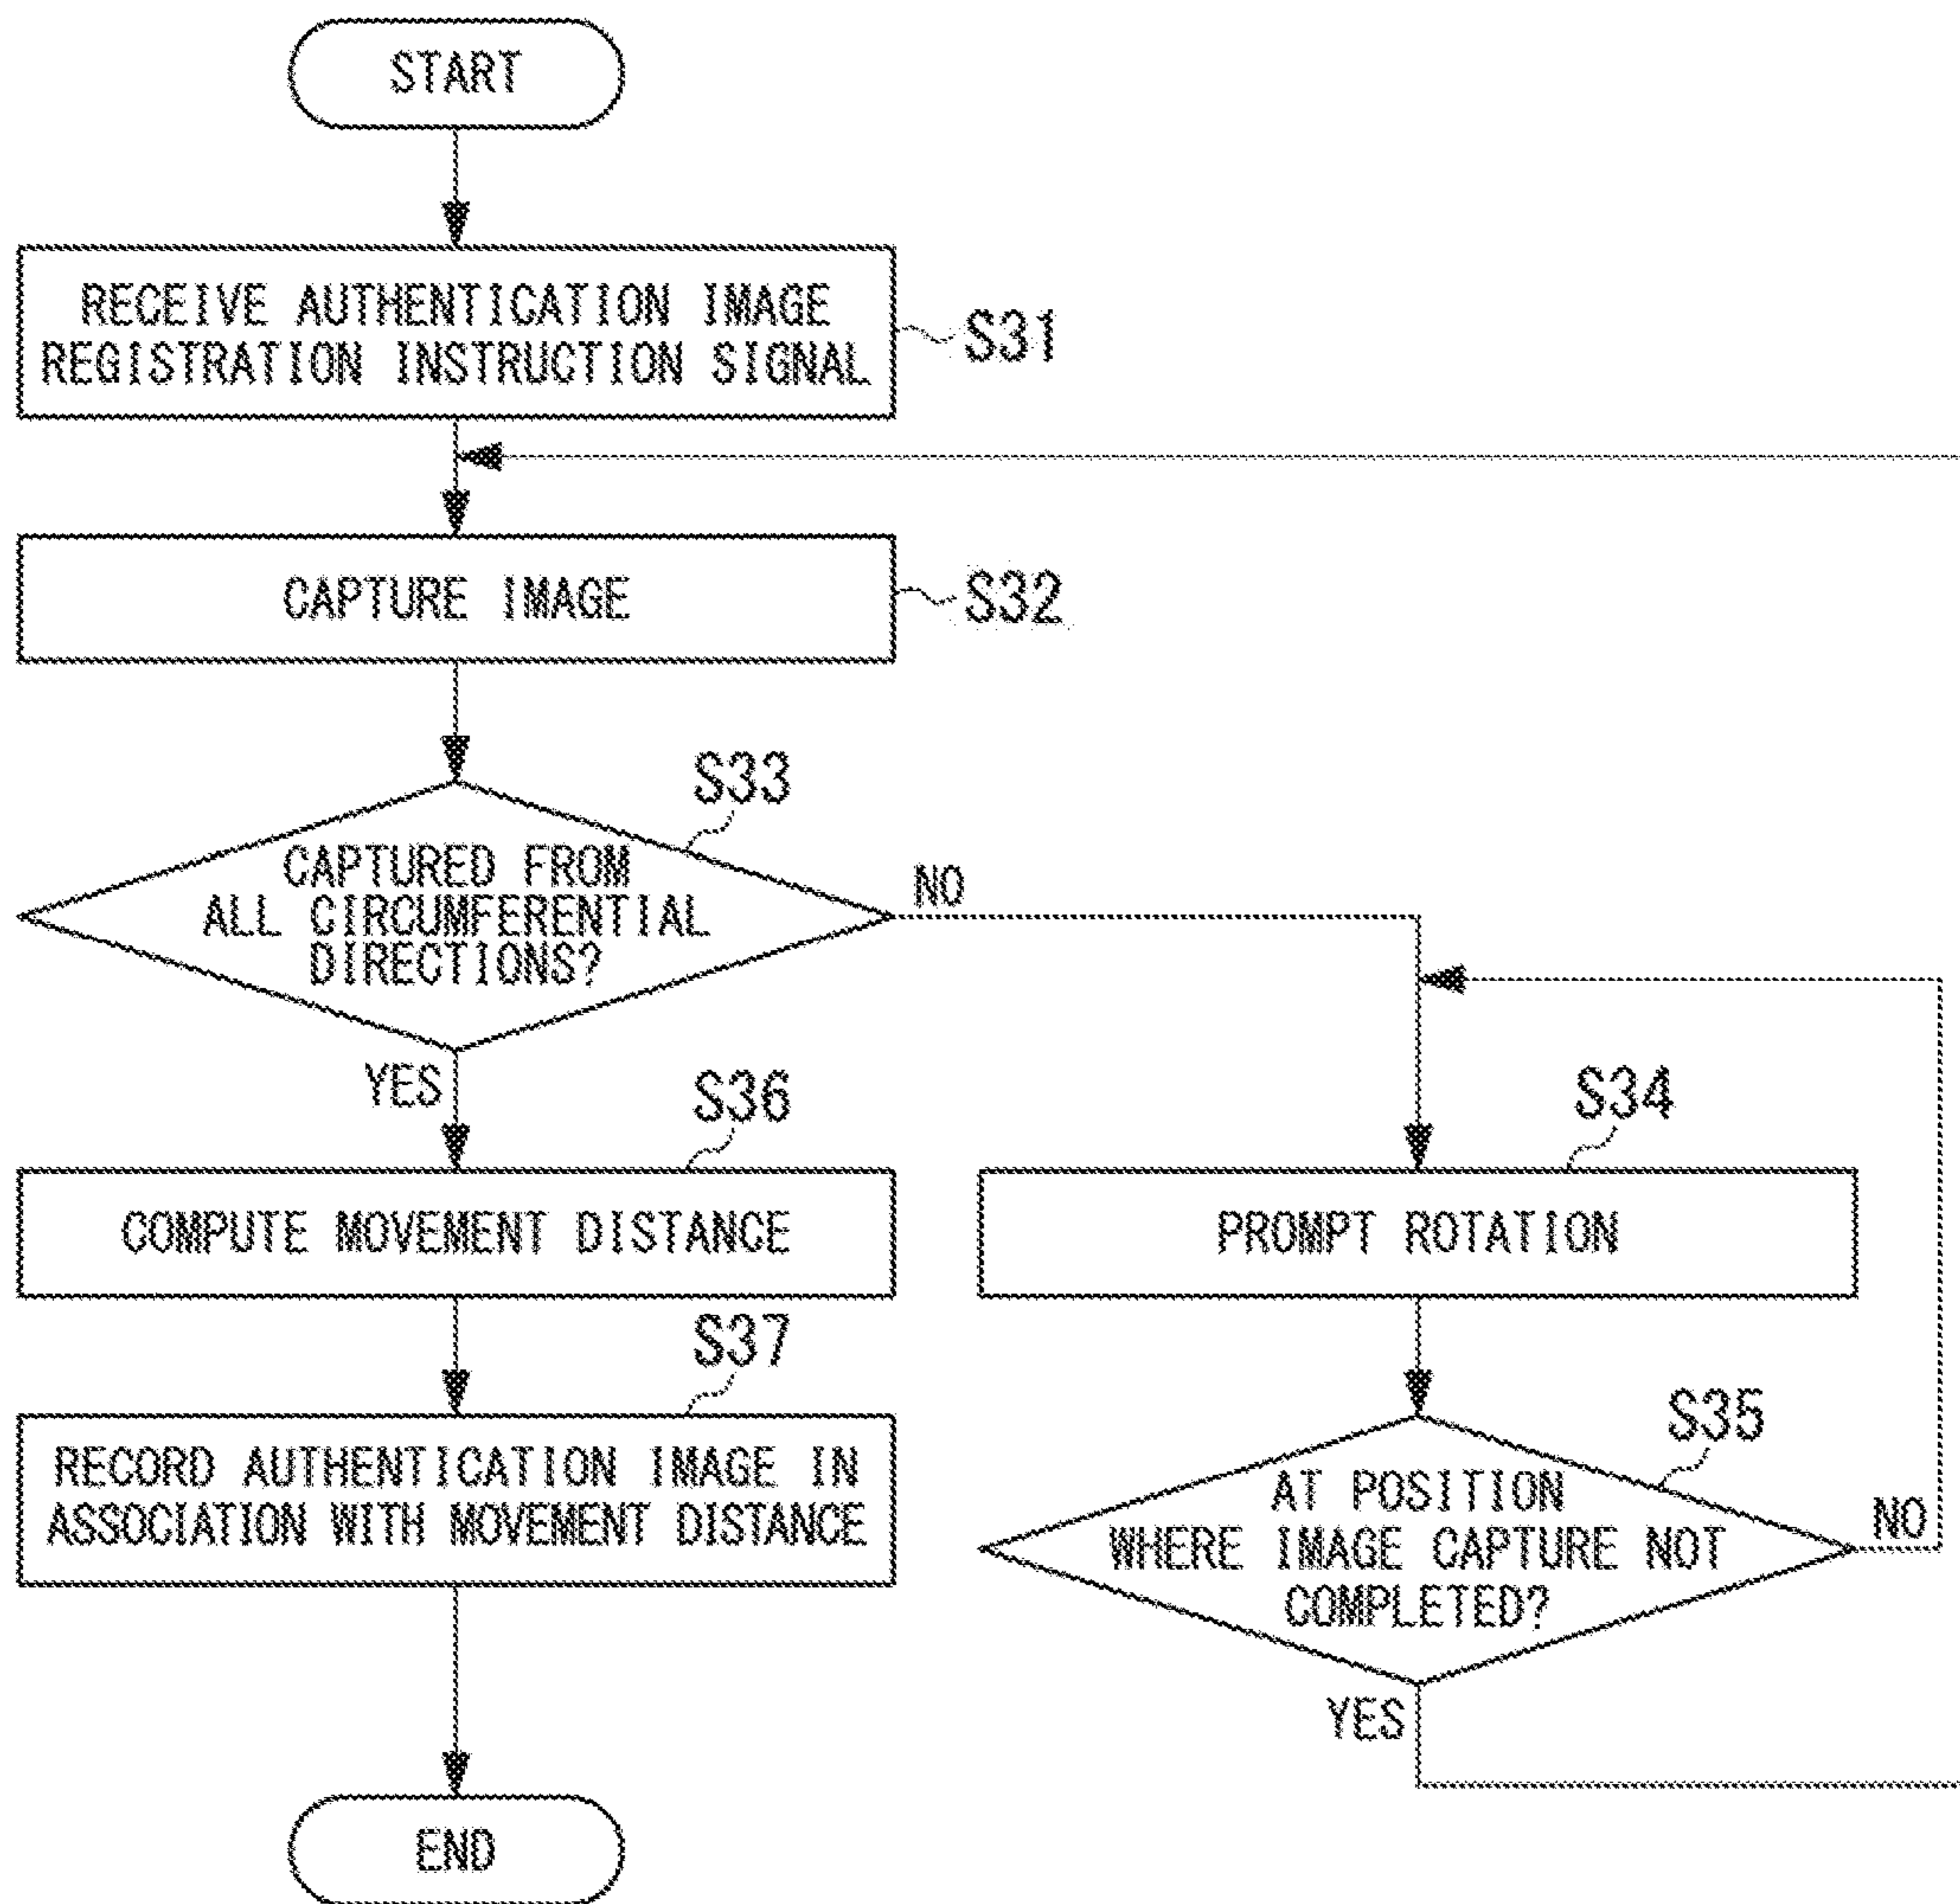 START
RECEIVE AUTHENTICATION IMAGE
REGISTRATION INSTRUCTION SIGNAL
S31
CAPTURE IMAGE
S32
S33
CAPTURED FROM
ALL CIRCUMFERENTIAL
DIRECTIONS?
NO
YES
S36
COMPUTE MOVEMENT DISTANCE
S34
PROMPT ROTATION
S37
RECORD AUTHENTICATION IMAGE IN
ASSOCIATION WITH MOVEMENT DISTANCE
S35
AT POSITION
WHERE IMAGE CAPTURE NOT
COMPLETED?
NO
YES
END